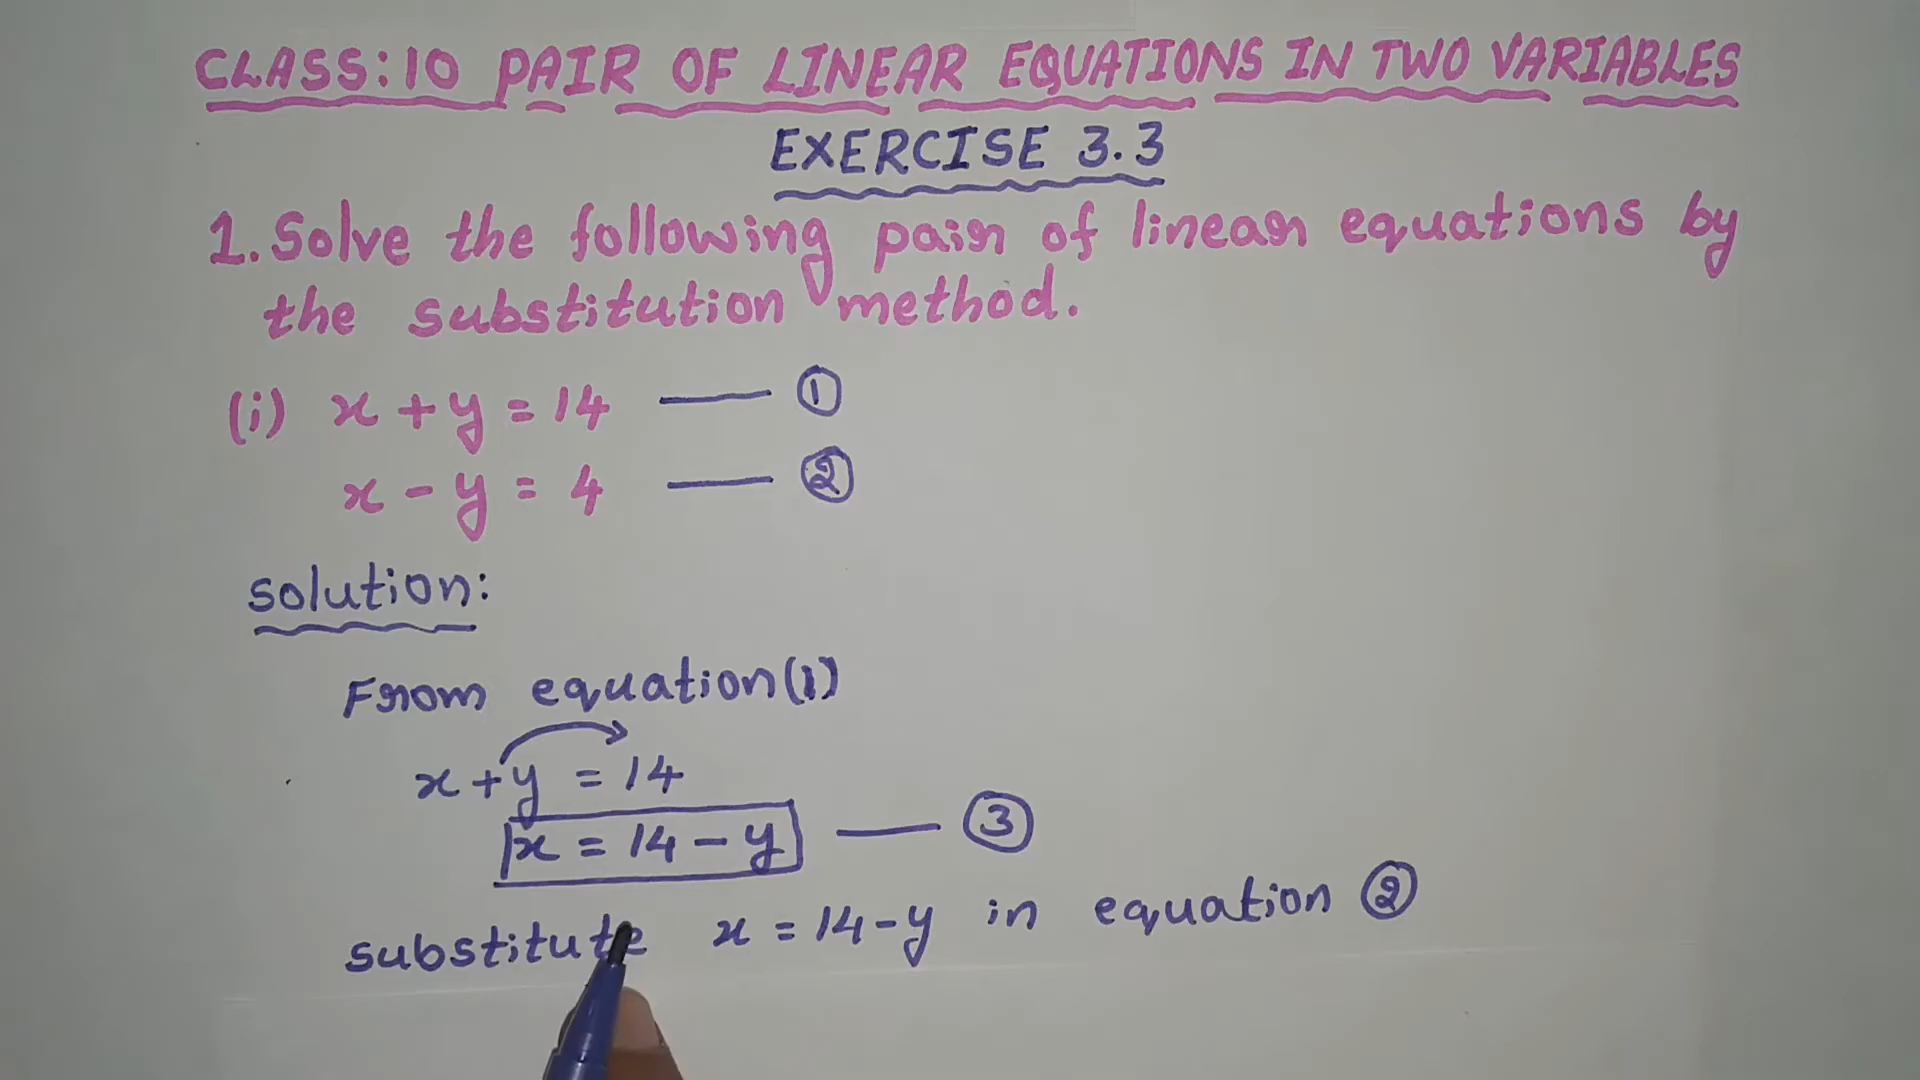 CLASS:10 PAIR OF LINEAR EQUATIONS IN TWO VARIABLES
EXERCISE 3.3
1. Solve the following pair of linear equations by
the substitution method.
(i) x + y = 14 —— ①
x - y = 4 —— ②
solution:
From equation(1)
x + y = 14
x = 14 - y —— ③
substitute x = 14 - y in equation ②